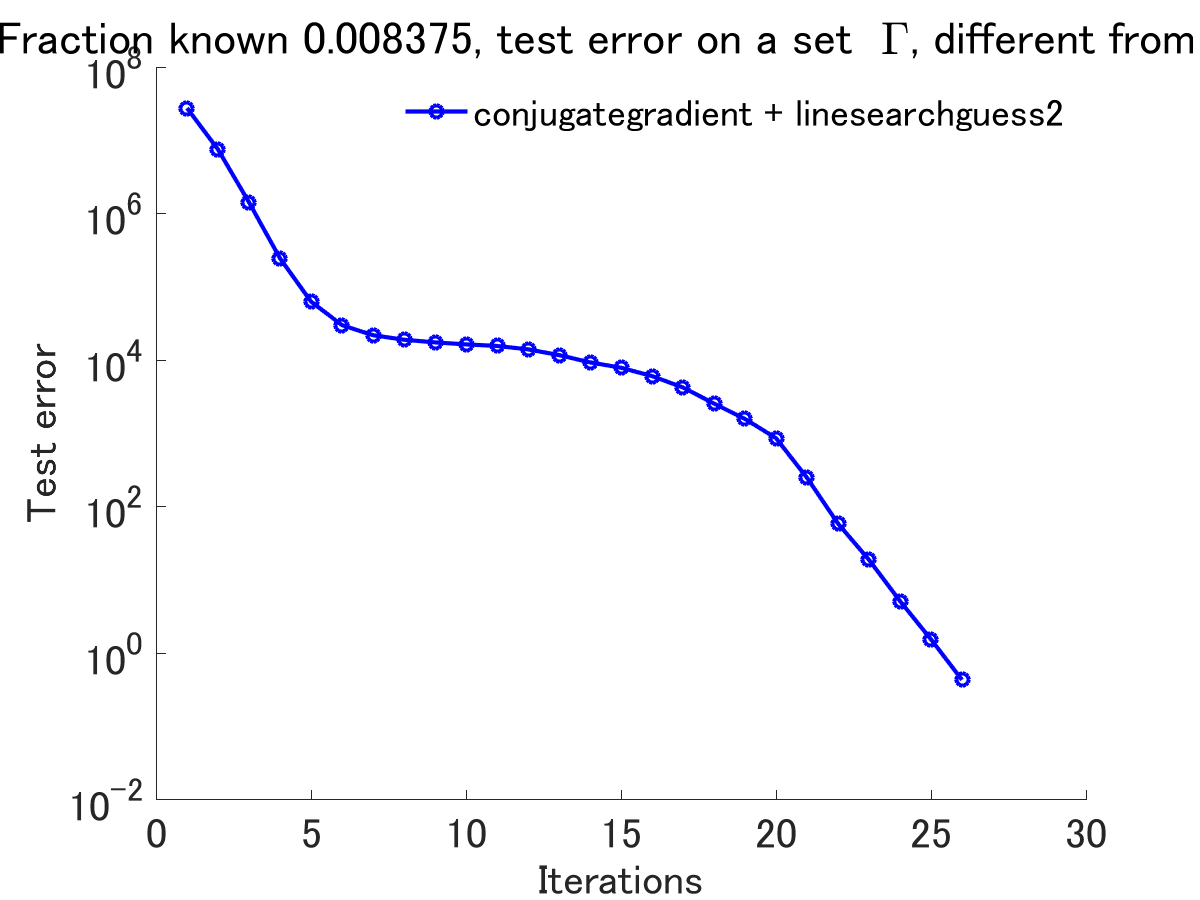 Fraction known 0.008375, test error on a set Γ, different from
conjugategradient + linesearchguess2
10^8
10^6
10^4
10^2
10^0
10^−2
Test error
0 5 10 15 20 25 30
Iterations